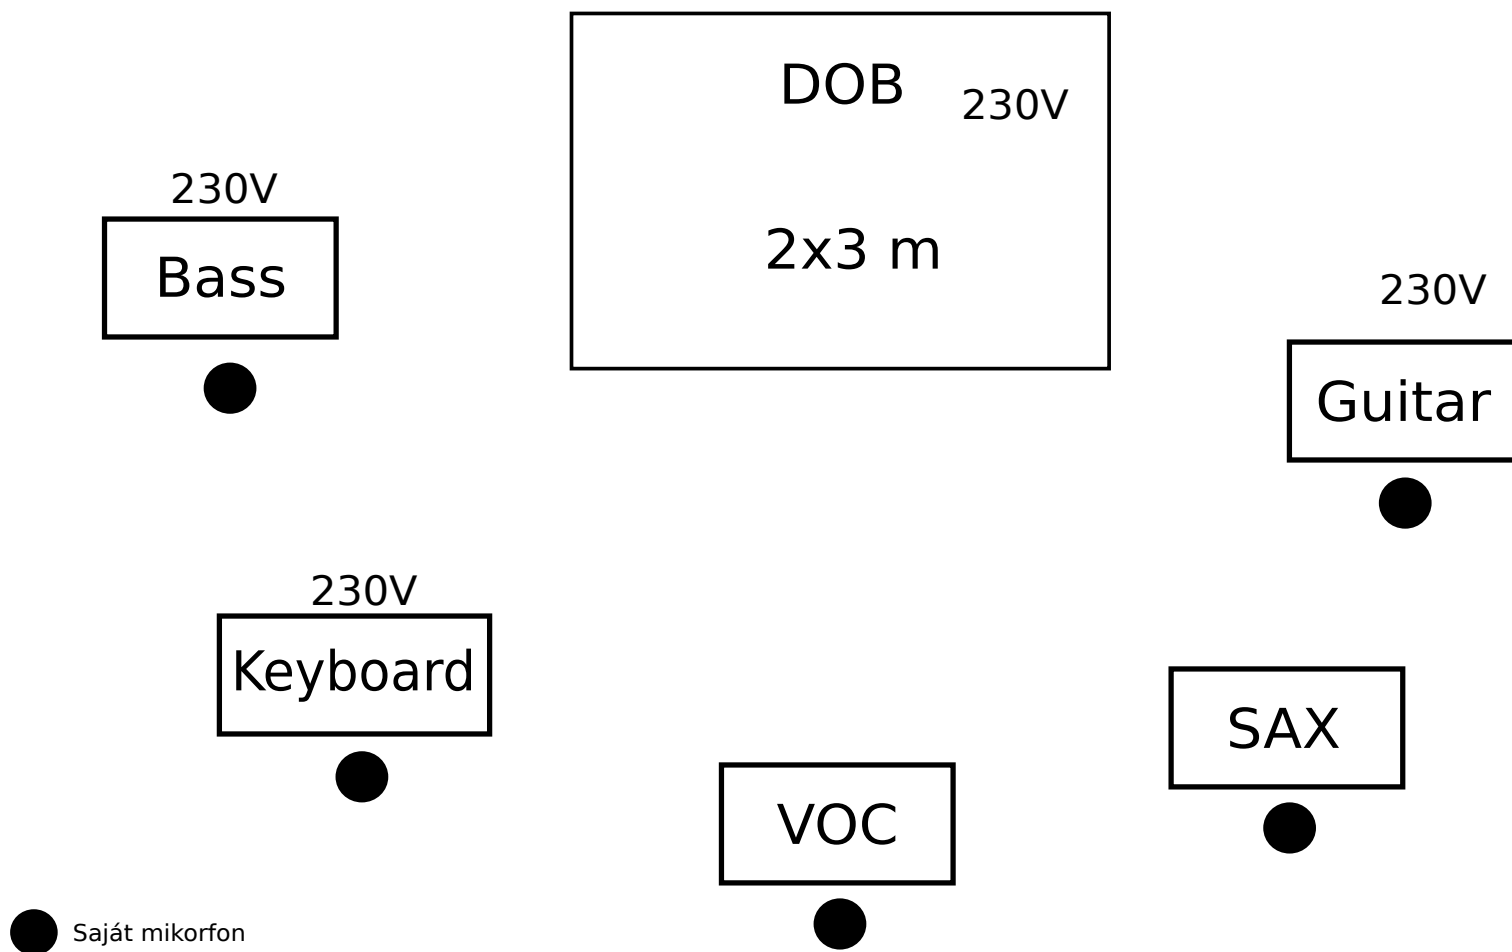 DOB
230V
2x3 m
230V
Bass
230V
Guitar
230V
Keyboard
SAX
VOC
Saját mikorfon